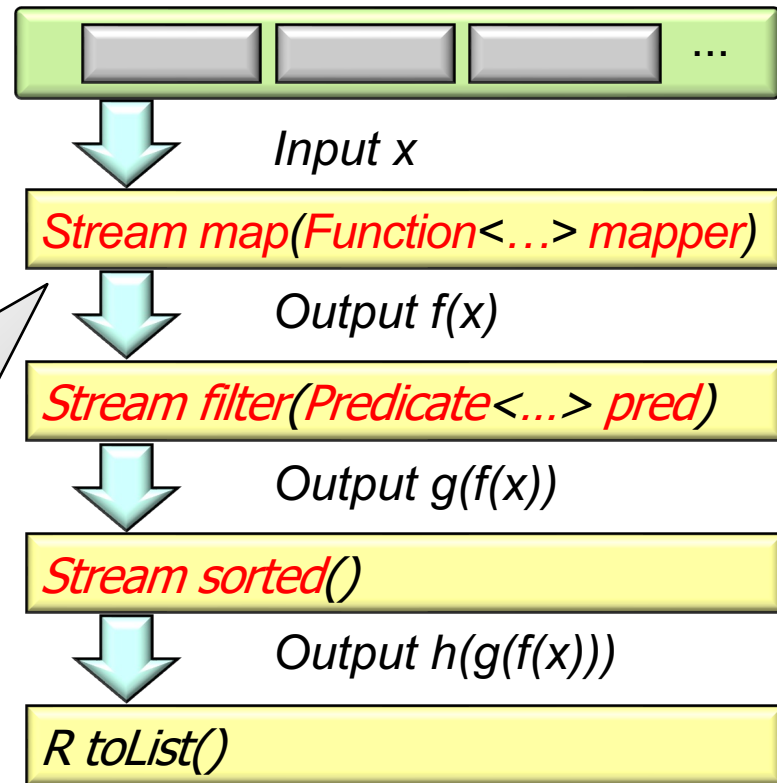 ...
Input x
Stream map(Function<…> mapper)
Output f(x)
Stream filter(Predicate<...> pred)
Output g(f(x))
Stream sorted()
Output h(g(f(x)))
R toList()